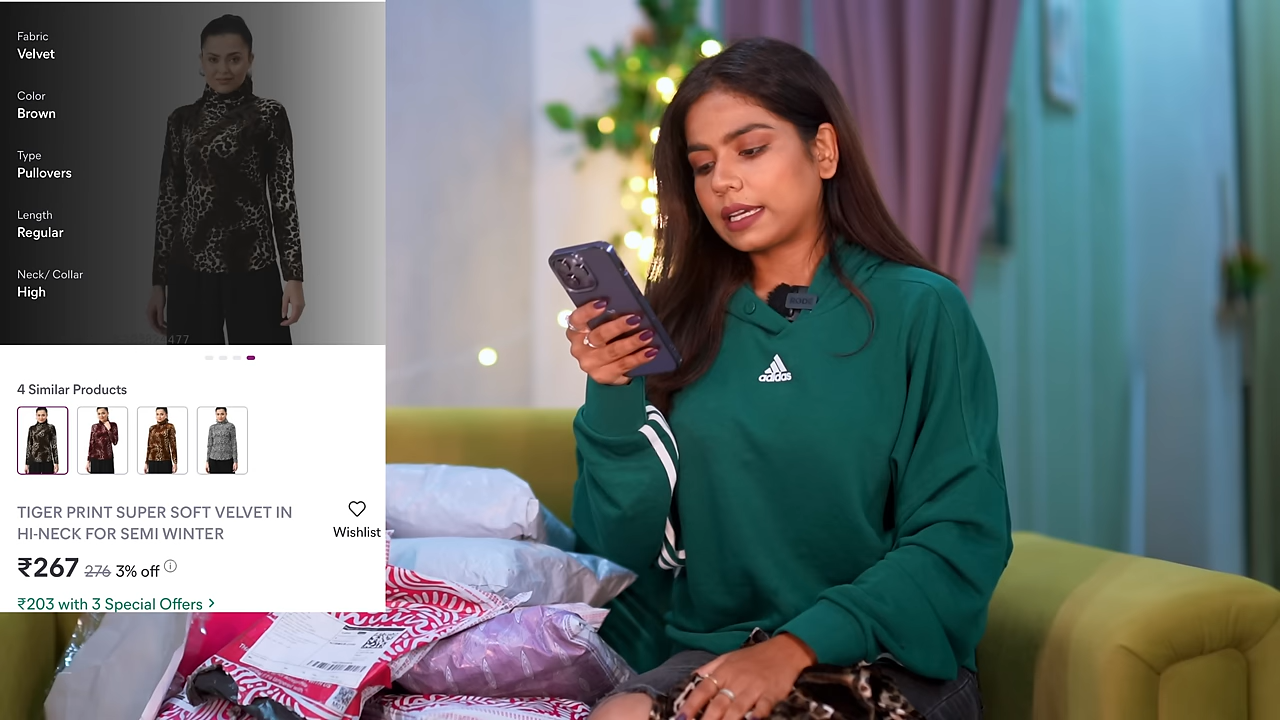 Fabric
Velvet
Color
Brown
Type
Pullovers
Length
Regular
Neck/ Collar
High
4 Similar Products
TIGER PRINT SUPER SOFT VELVET IN
HI-NECK FOR SEMI WINTER
Wishlist
₹267 276 3% off
₹203 with 3 Special Offers >
RODE
adidas